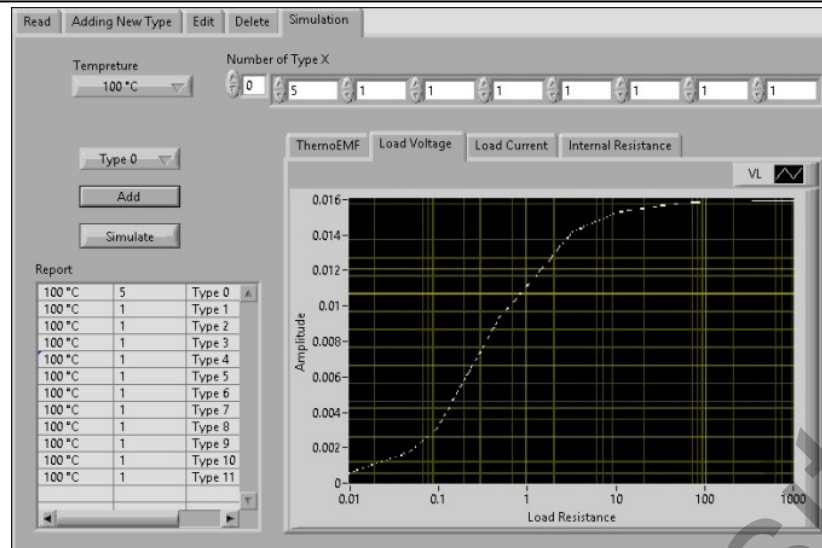 Read Adding New Type Edit Delete Simulation
Tempreture
100 °C
Number of Type X
0 5 1 1 1 1 1 1 1
Type 0
Add
Simulate
Report
100 °C 5 Type 0
100 °C 1 Type 1
100 °C 1 Type 2
100 °C 1 Type 3
100 °C 1 Type 4
100 °C 1 Type 5
100 °C 1 Type 6
100 °C 1 Type 7
100 °C 1 Type 8
100 °C 1 Type 9
100 °C 1 Type 10
100 °C 1 Type 11
ThernoEMF Load Voltage Load Current Internal Resistance
VL
Amplitude
0.016
0.014
0.012
0.01
0.008
0.006
0.004
0.002
0
0.01 0.1 1 10 100 1000
Load Resistance